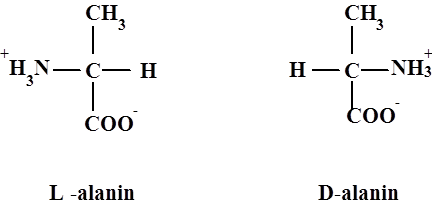 CH3 CH3
+H3N C H H C NH3+
COO- COO-
L -alanin D-alanin